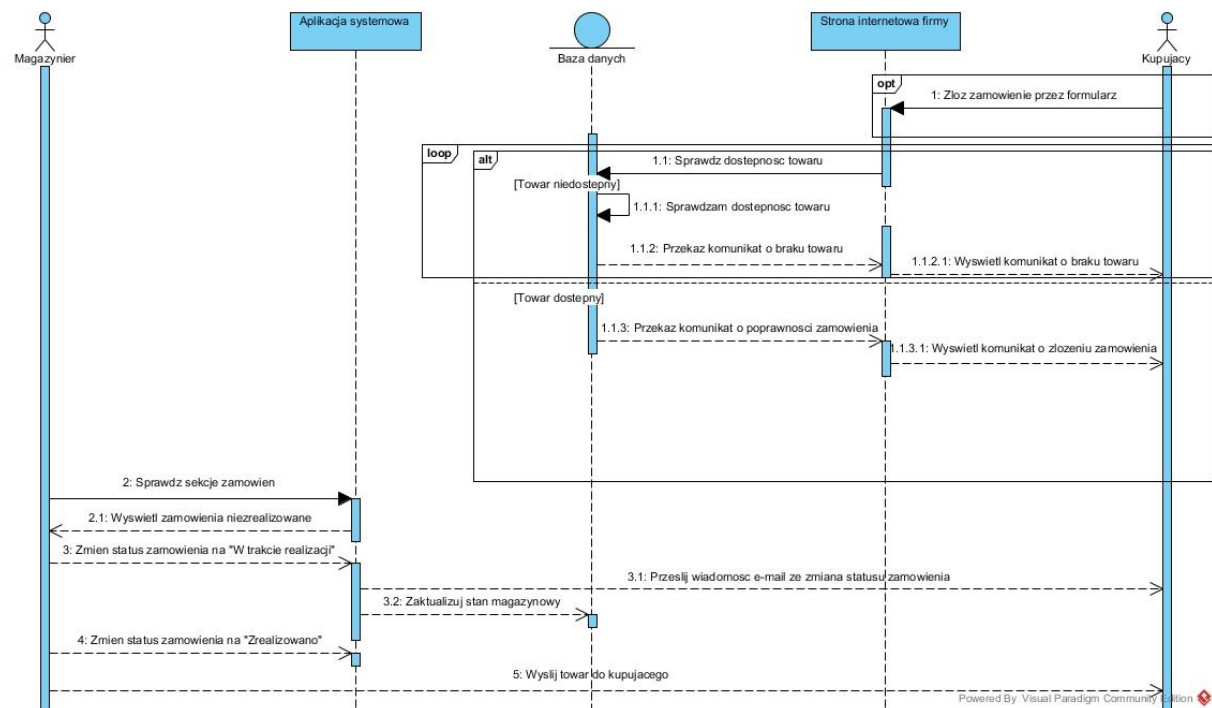 Aplikacja systemowa
Strona internetowa firmy
Magazynier
Baza danych
Kupujacy
opt
1: Zloz zamowienie przez formularz
loop
alt
1.1: Sprawdz dostepnosc towaru
[Towar niedostepny]
1.1.1: Sprawdzam dostepnosc towaru
1.1.2: Przekaz komunikat o braku towaru
1.1.2.1: Wyswietl komunikat o braku towaru
[Towar dostepny]
1.1.3: Przekaz komunikat o poprawnosci zamowienia
1.1.3.1: Wyswietl komunikat o zlozeniu zamowienia
2: Sprawdz sekcje zamowien
2.1: Wyswietl zamowienia niezrealizowane
3: Zmien status zamowienia na "W trakcie realizacji"
3.1: Przeslij wiadomosc e-mail ze zmiana statusu zamowienia
3.2: Zaktualizuj stan magazynowy
4: Zmien status zamowienia na "Zrealizowano"
5: Wyslij towar do kupujacego
Powered By Visual Paradigm Community Edition